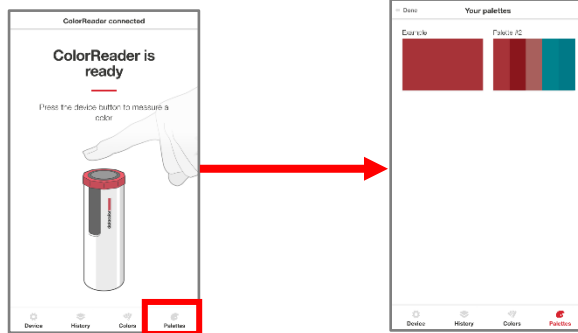 ColorReader connected
ColorReader is
ready
Press the device button to measure a
color
datacolor
Device History Colors Palettes
Done Your palettes
Example Palette #2
Device History Colors Palettes